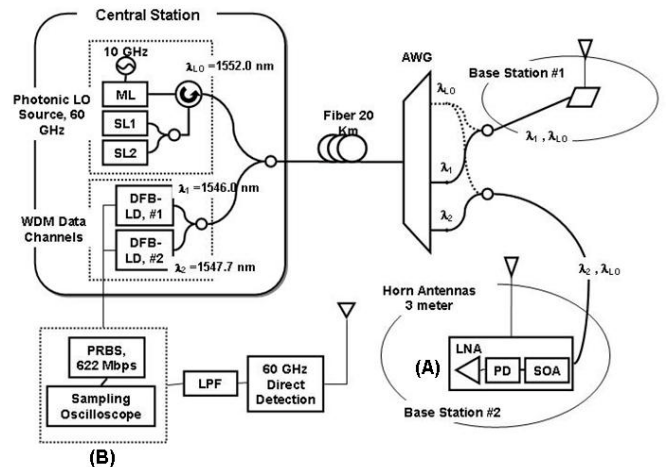 Central Station
10 GHz
λLO =1552.0 nm
ML
Photonic LO
Source, 60
GHz
SL1
SL2
λ1 =1546.0nm
DFB-
LD, #1
WDM Data
Channels
DFB-
LD, #2
λ2 =1547.7 nm
Fiber 20
Km
AWG
λLO
λ1
λ2
Base Station #1
λ1 , λLO
λ2 , λLO
Horn Antennas
3 meter
(A)
LNA
PD
SOA
Base Station #2
PRBS,
622 Mbps
Sampling
Oscilloscope
LPF
60 GHz
Direct
Detection
(B)